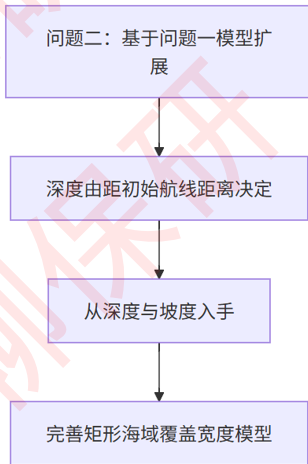 问题二：基于问题一模型扩
展
深度由距初始航线距离决定
从深度与坡度入手
完善矩形海域覆盖宽度模型
保研